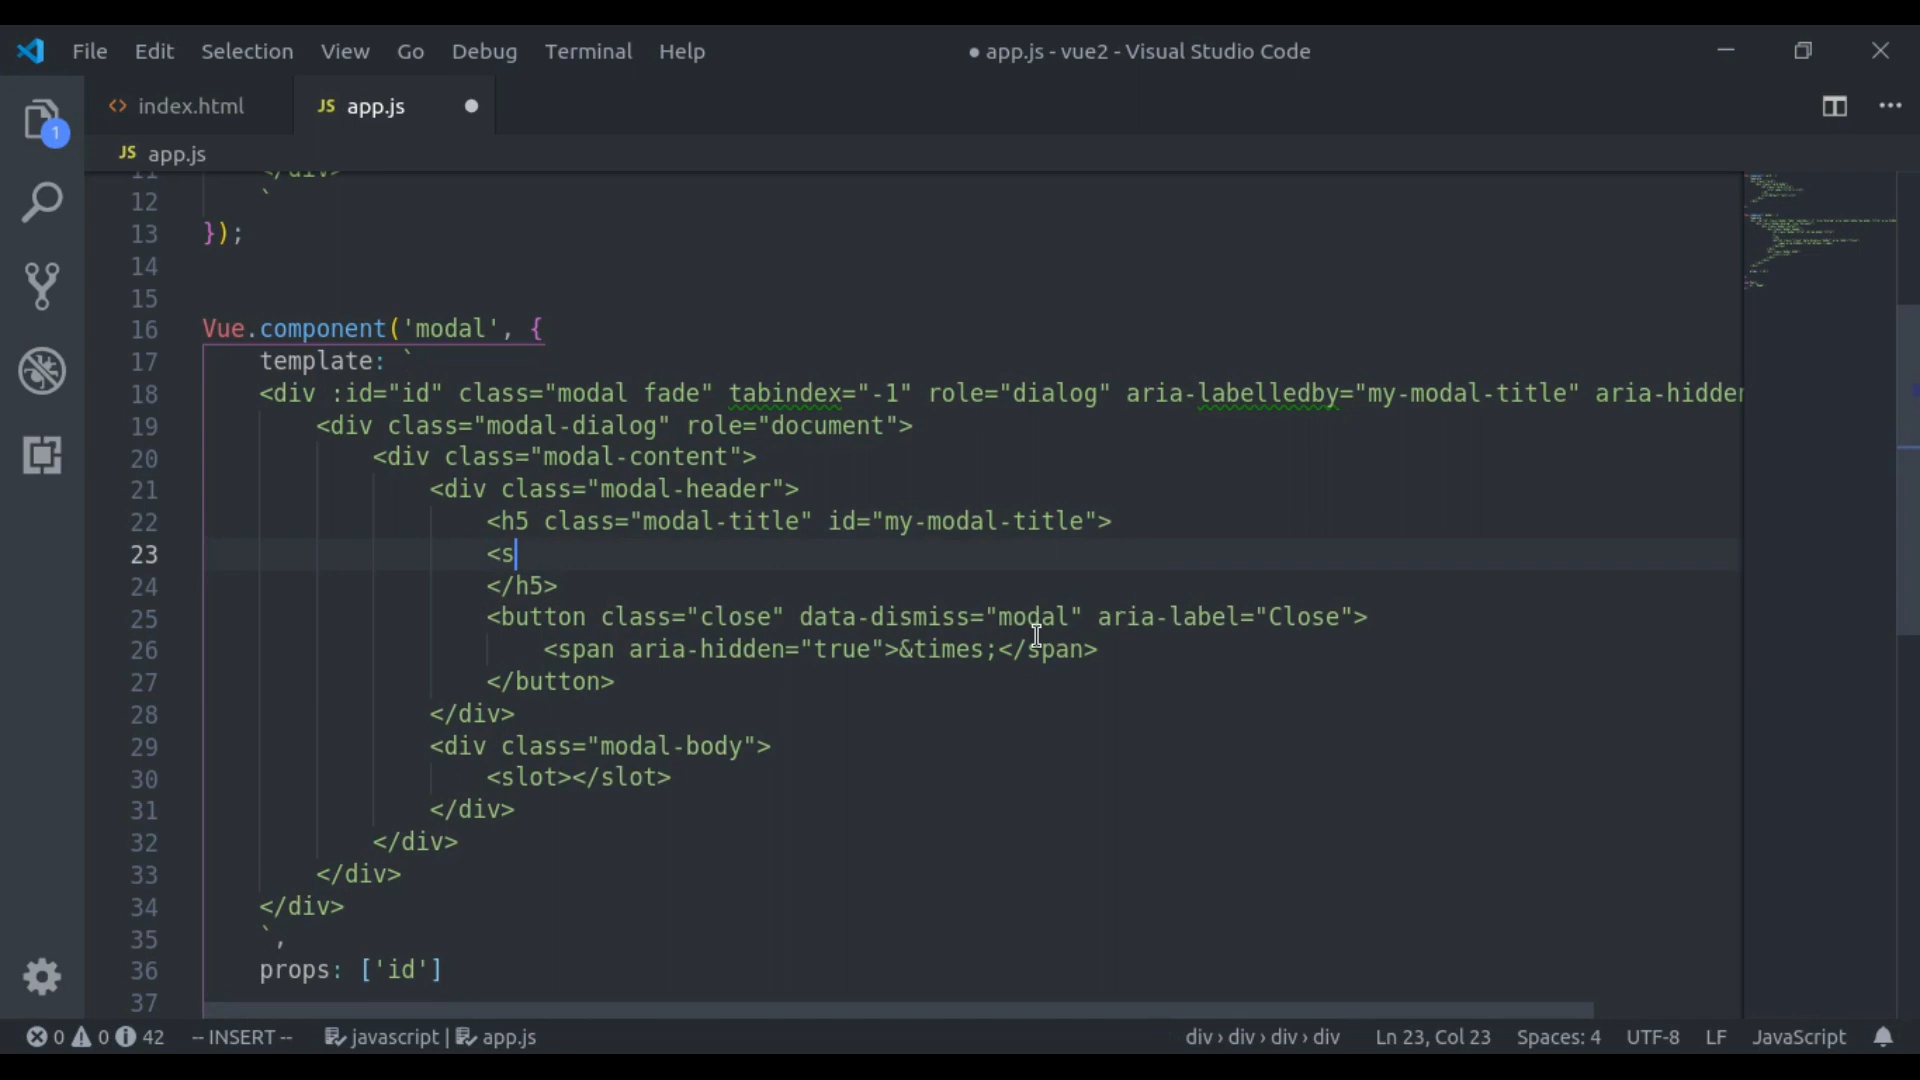 File Edit Selection View Go Debug Terminal Help
● app.js - vue2 - Visual Studio Code
<> index.html
JS app.js ●
1
JS app.js
11 </div>
12 `
13 });
14
15
16 Vue.component('modal', {
17 template: `
18 <div :id="id" class="modal fade" tabindex="-1" role="dialog" aria-labelledby="my-modal-title" aria-hidden
19 <div class="modal-dialog" role="document">
20 <div class="modal-content">
21 <div class="modal-header">
22 <h5 class="modal-title" id="my-modal-title">
23 <s
24 </h5>
25 <button class="close" data-dismiss="modal" aria-label="Close">
26 <span aria-hidden="true">&times;</span>
27 </button>
28 </div>
29 <div class="modal-body">
30 <slot></slot>
31 </div>
32 </div>
33 </div>
34 </div>
35 `,
36 props: ['id']
37
0 0 42 -- INSERT -- javascript | app.js div › div › div › div Ln 23, Col 23 Spaces: 4 UTF-8 LF JavaScript